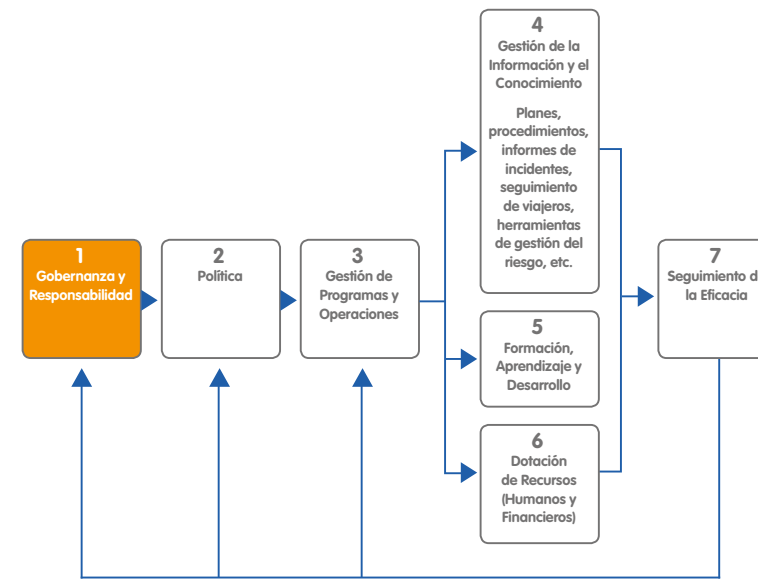 1
Gobernanza y
Responsabilidad
2
Política
3
Gestión de
Programas y
Operaciones
4
Gestión de la
Información y el
Conocimiento
Planes,
procedimientos,
informes de
incidentes,
seguimiento
de viajeros,
herramientas
de gestión del
riesgo, etc.
5
Formación,
Aprendizaje y
Desarrollo
6
Dotación
de Recursos
(Humanos y
Financieros)
7
Seguimiento d
la Eficacia